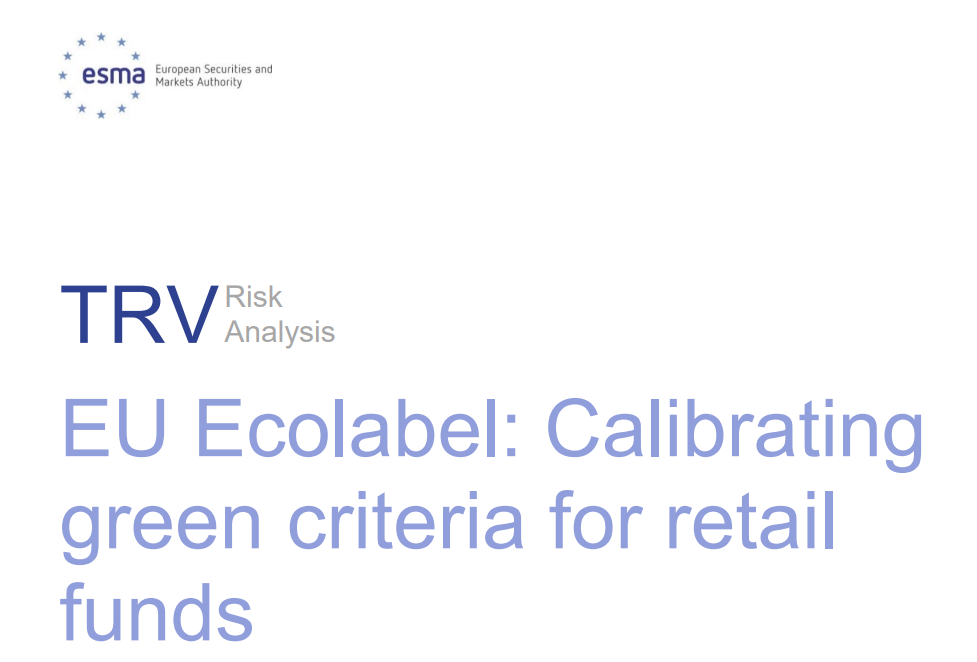 esma
European Securities and
Markets Authority
TRV
Risk
Analysis
EU Ecolabel: Calibrating
green criteria for retail
funds